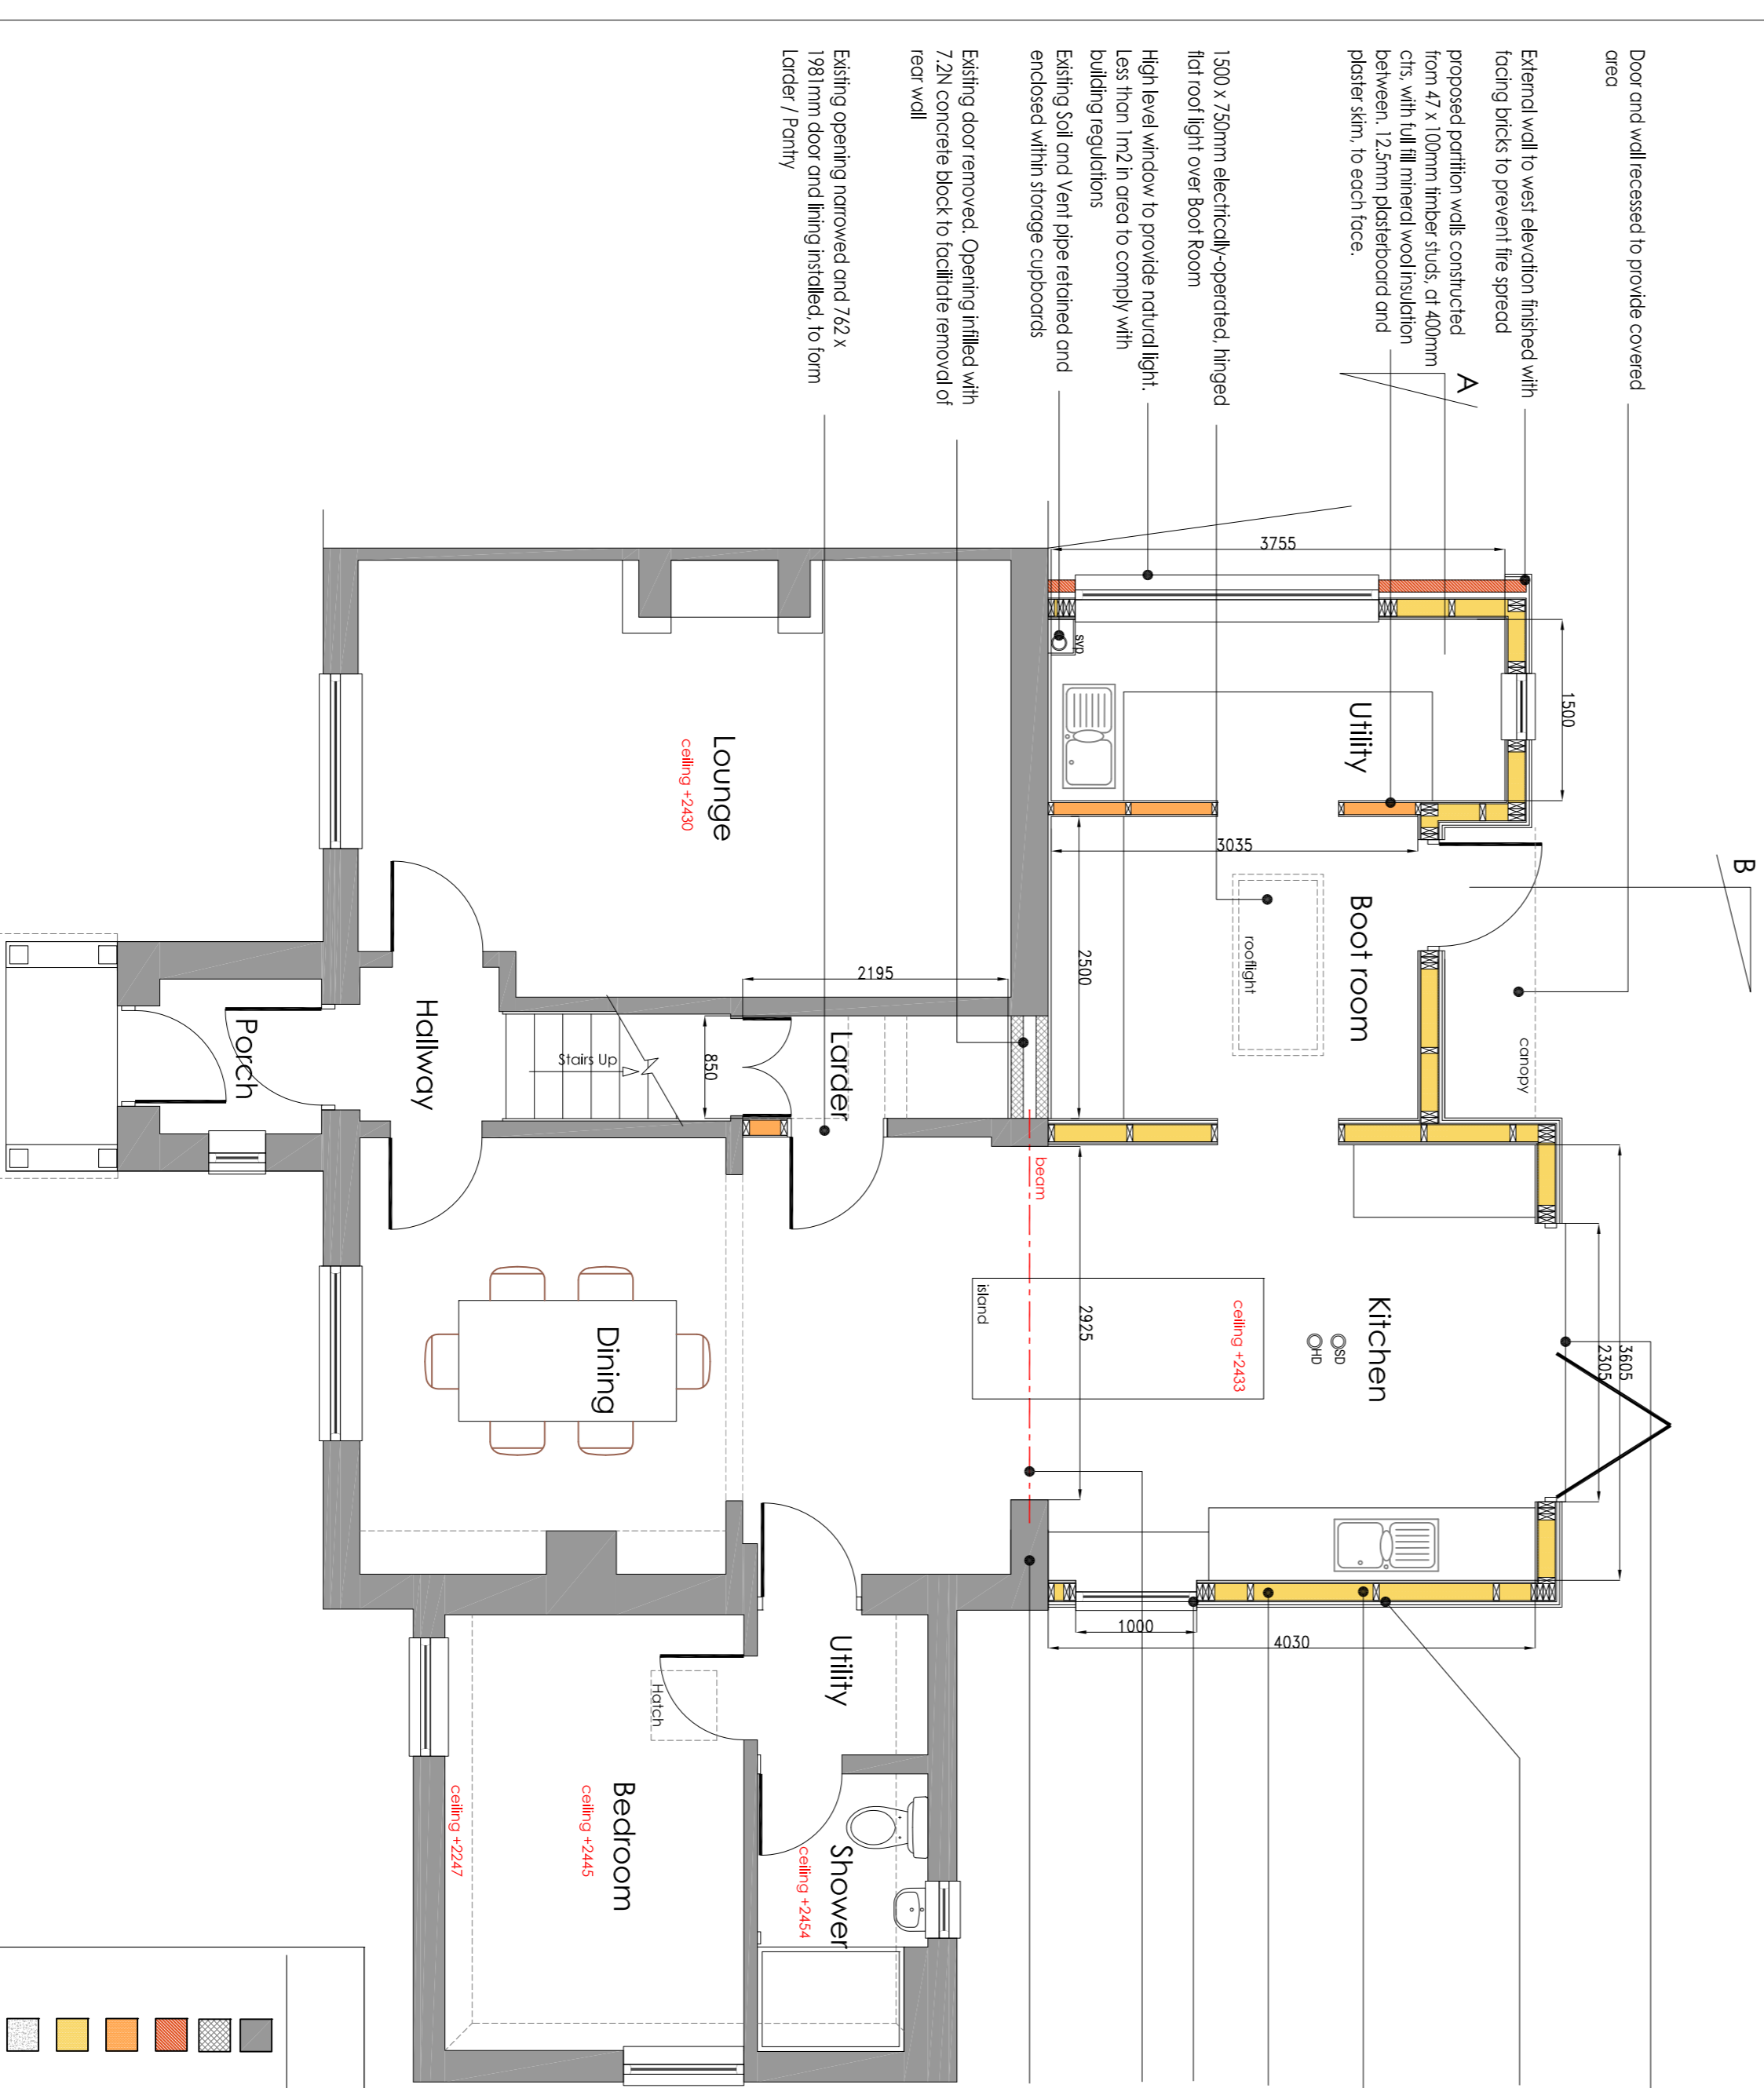 Door and wall recessed to provide covered
area
External wall to west elevation finished with
facing bricks to prevent fire spread
proposed partition walls constructed
from 47 x 100mm timber studs, at 400mm
ctrs, with full fill mineral wool insulation
between. 12.5mm plasterboard and
plaster skim, to each face.
1500 x 750mm electrically-operated, hinged
flat roof light over Boot Room
High level window to provide natural light.
Less than 1m2 in area to comply with
building regulations
Existing Soil and Vent pipe retained and
enclosed within storage cupboards
Existing door removed. Opening infilled with
7.2N concrete block to facilitate removal of
rear wall
Existing opening narrowed and 762 x
1981mm door and lining installed, to form
Larder / Pantry
A
B
3755
1500
svp
Utility
3035
Boot room
rooflight
canopy
2500
2195
850
Larder
Stairs Up
Hallway
Porch
Lounge
ceiling +2430
beam
2925
island
ceiling +2433
Kitchen
SD
HD
3605
2305
1000
4030
Dining
Utility
Hatch
Bedroom
ceiling +2445
ceiling +2247
Shower
ceiling +2454